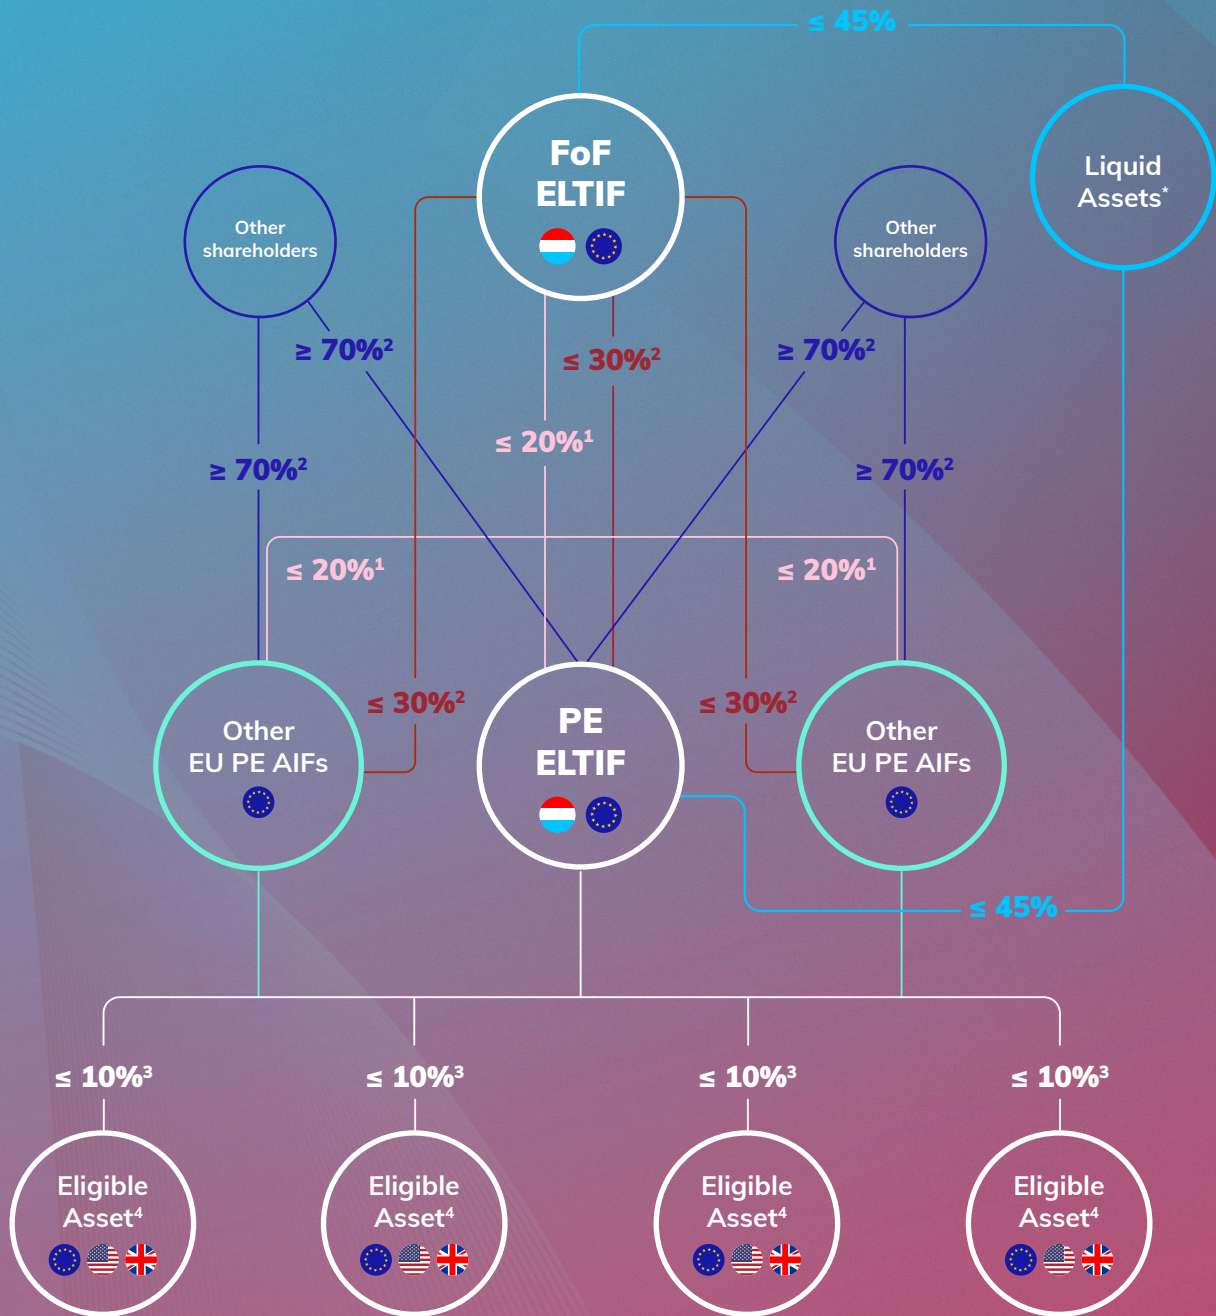 ≤ 45%
FoF
ELTIF
Liquid
Assets*
Other
shareholders
Other
shareholders
≥ 70%²
≤ 30%²
≥ 70%²
≤ 20%¹
≥ 70%²
≥ 70%²
≤ 20%¹
≤ 20%¹
≤ 30%²
≤ 30%²
Other
EU PE AIFs
PE
ELTIF
Other
EU PE AIFs
≤ 45%
≤ 10%³
≤ 10%³
≤ 10%³
≤ 10%³
Eligible
Asset⁴
Eligible
Asset⁴
Eligible
Asset⁴
Eligible
Asset⁴